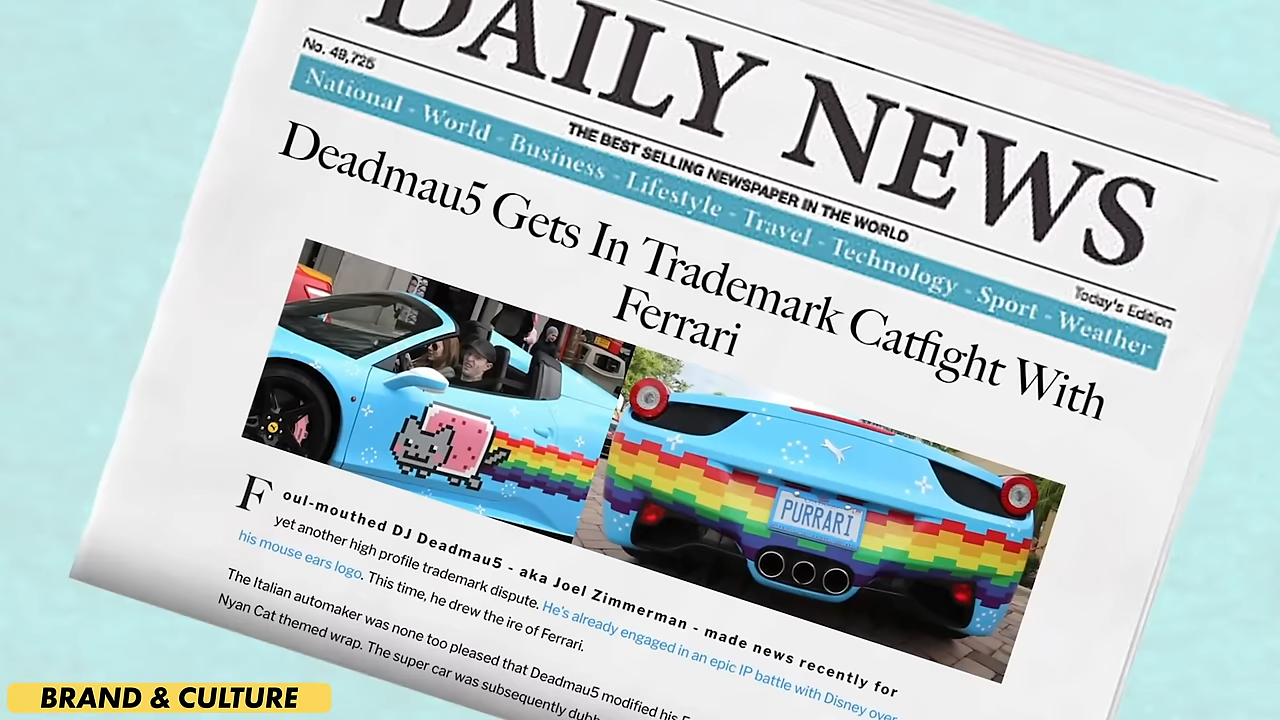 DAILY NEWS
No. 49,725
THE BEST SELLING NEWSPAPER IN THE WORLD
Today's Edition
National - World - Business - Lifestyle - Travel - Technology - Sport - Weather
Deadmau5 Gets In Trademark Catfight With
Ferrari
PURRARI
Foul-mouthed DJ Deadmau5 - aka Joel Zimmerman - made news recently for
yet another high profile trademark dispute. He's already engaged in an epic IP battle with Disney over
his mouse ears logo. This time, he drew the ire of Ferrari.
The Italian automaker was none too pleased that Deadmau5 modified his
Nyan Cat themed wrap. The super car was subsequently
BRAND & CULTURE